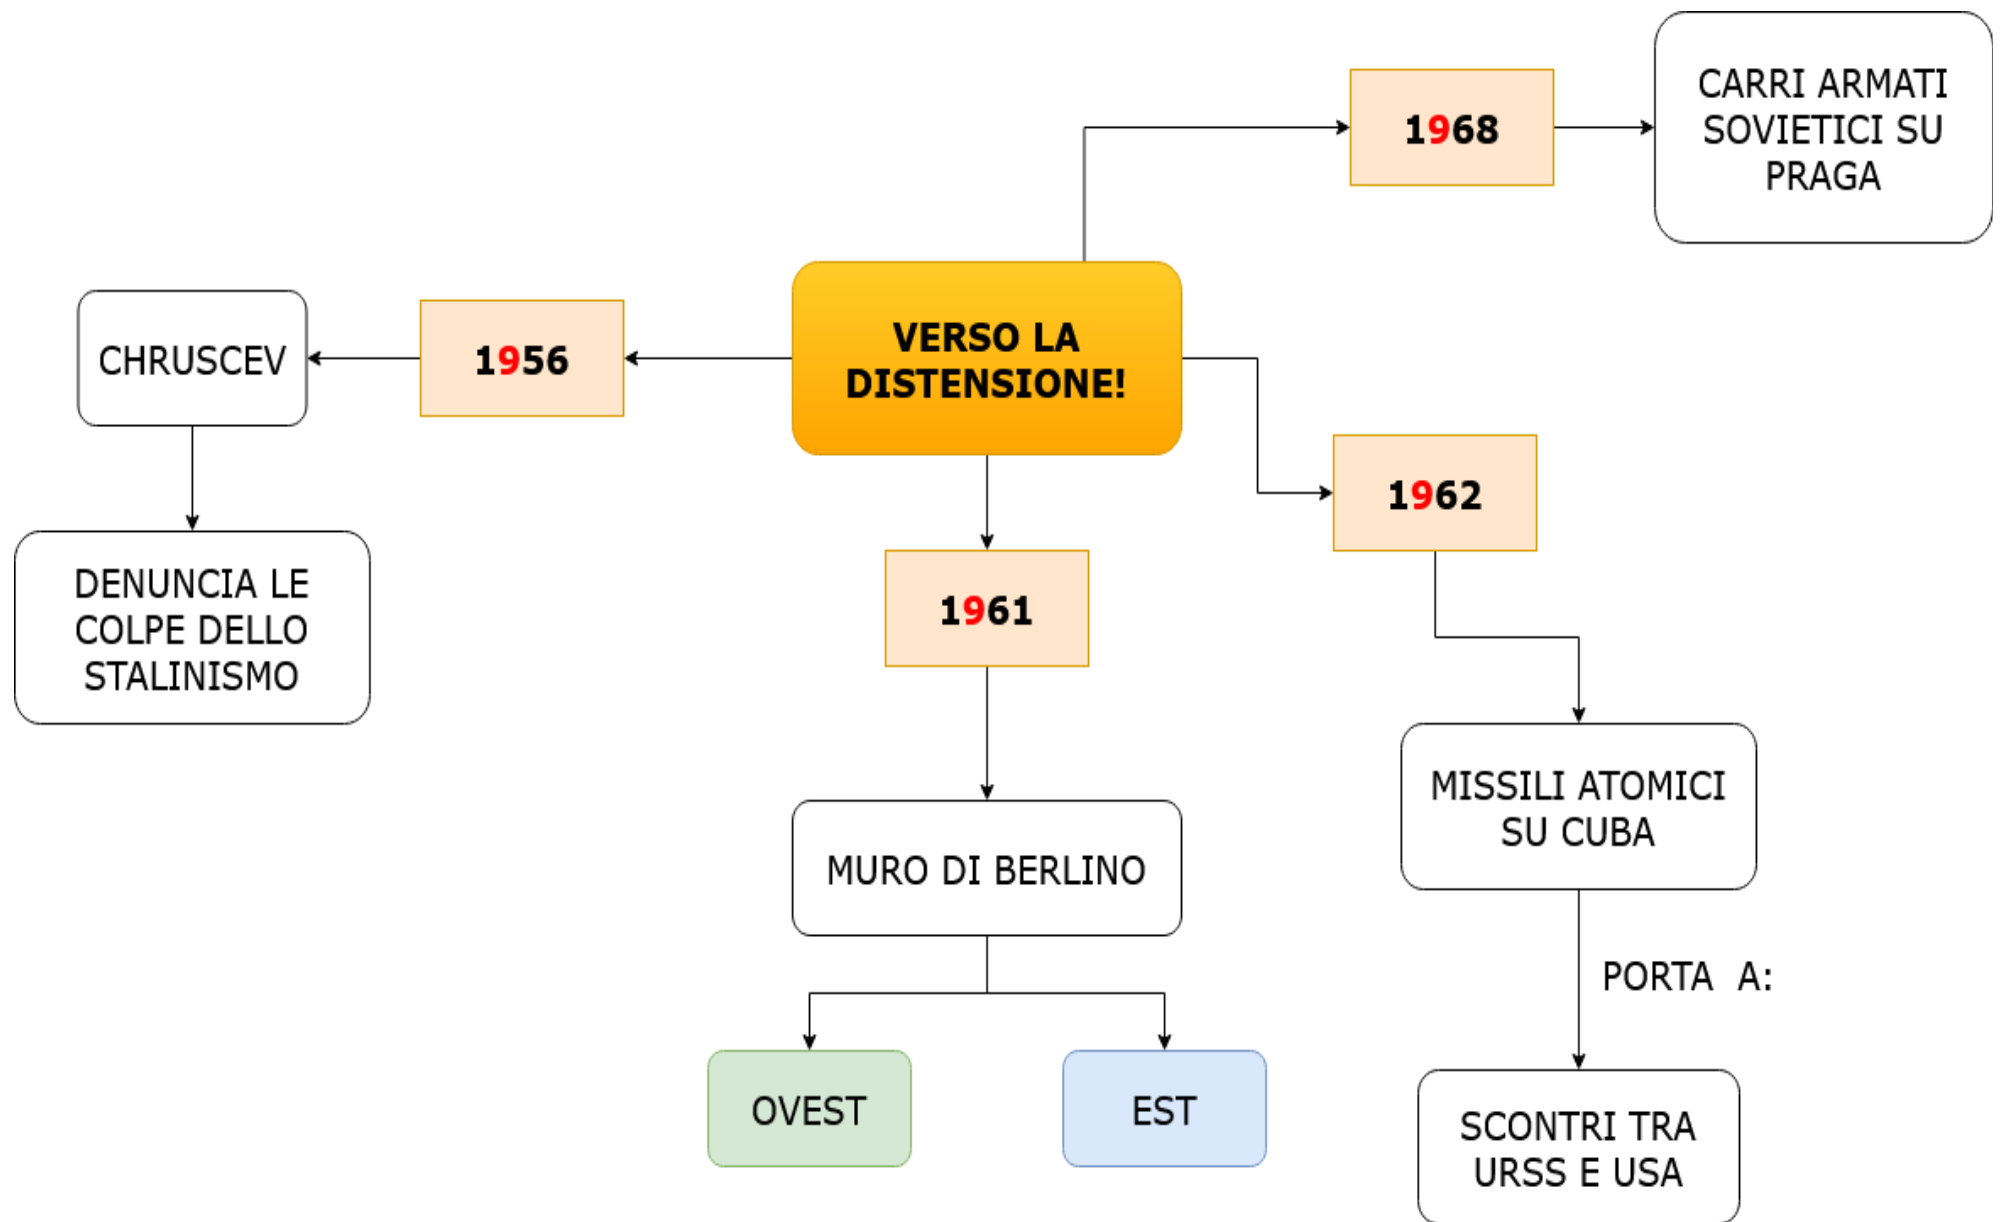 CARRI ARMATI
SOVIETICI SU
PRAGA
1968
VERSO LA
DISTENSIONE!
1956
CHRUSCEV
DENUNCIA LE
COLPE DELLO
STALINISMO
1961
MURO DI BERLINO
OVEST
EST
1962
MISSILI ATOMICI
SU CUBA
PORTA A:
SCONTRI TRA
URSS E USA